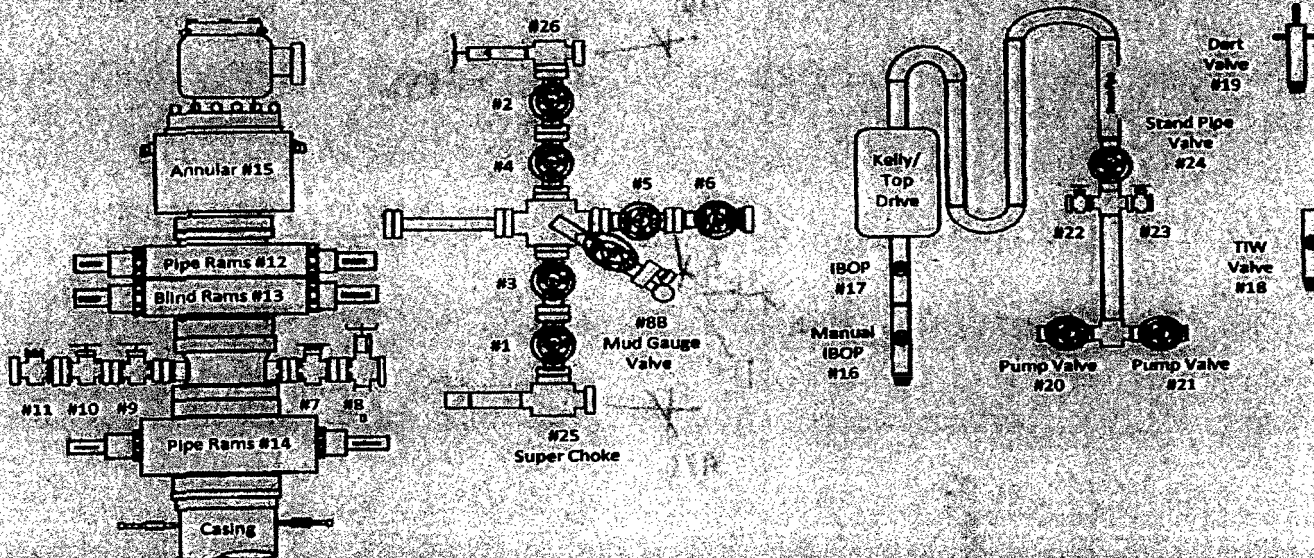 #26
#2
#4
#5
#6
#3
#1
#8B
Mud Gauge
Valve
#25
Super Choke
Annular #15
Pipe Rams #12
Blind Rams #13
#11
#10
#9
#7
#8
Pipe Rams #14
Casing
Kelly/
Top
Drive
IBOP
#17
Manual
IBOP
#16
Dart
Valve
#19
Stand Pipe
Valve
#24
#22
#23
TIW
Valve
#18
Pump Valve
#20
Pump Valve
#21